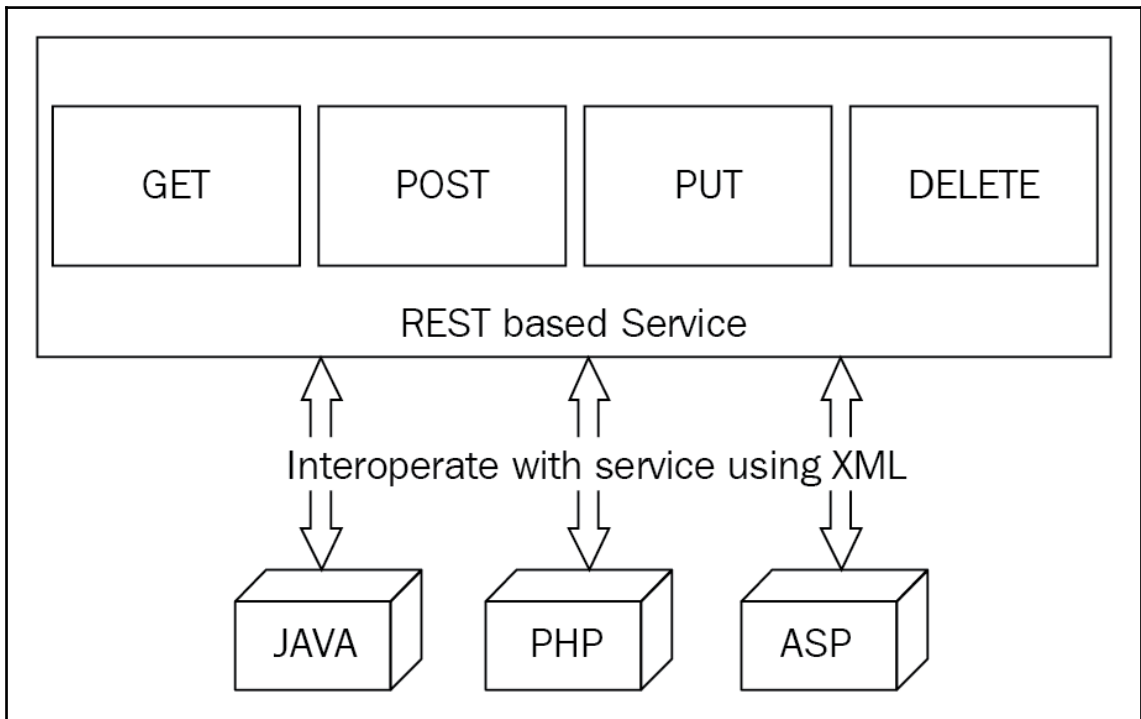 GET POST PUT DELETE
REST based Service
Interoperate with service using XML
JAVA PHP ASP